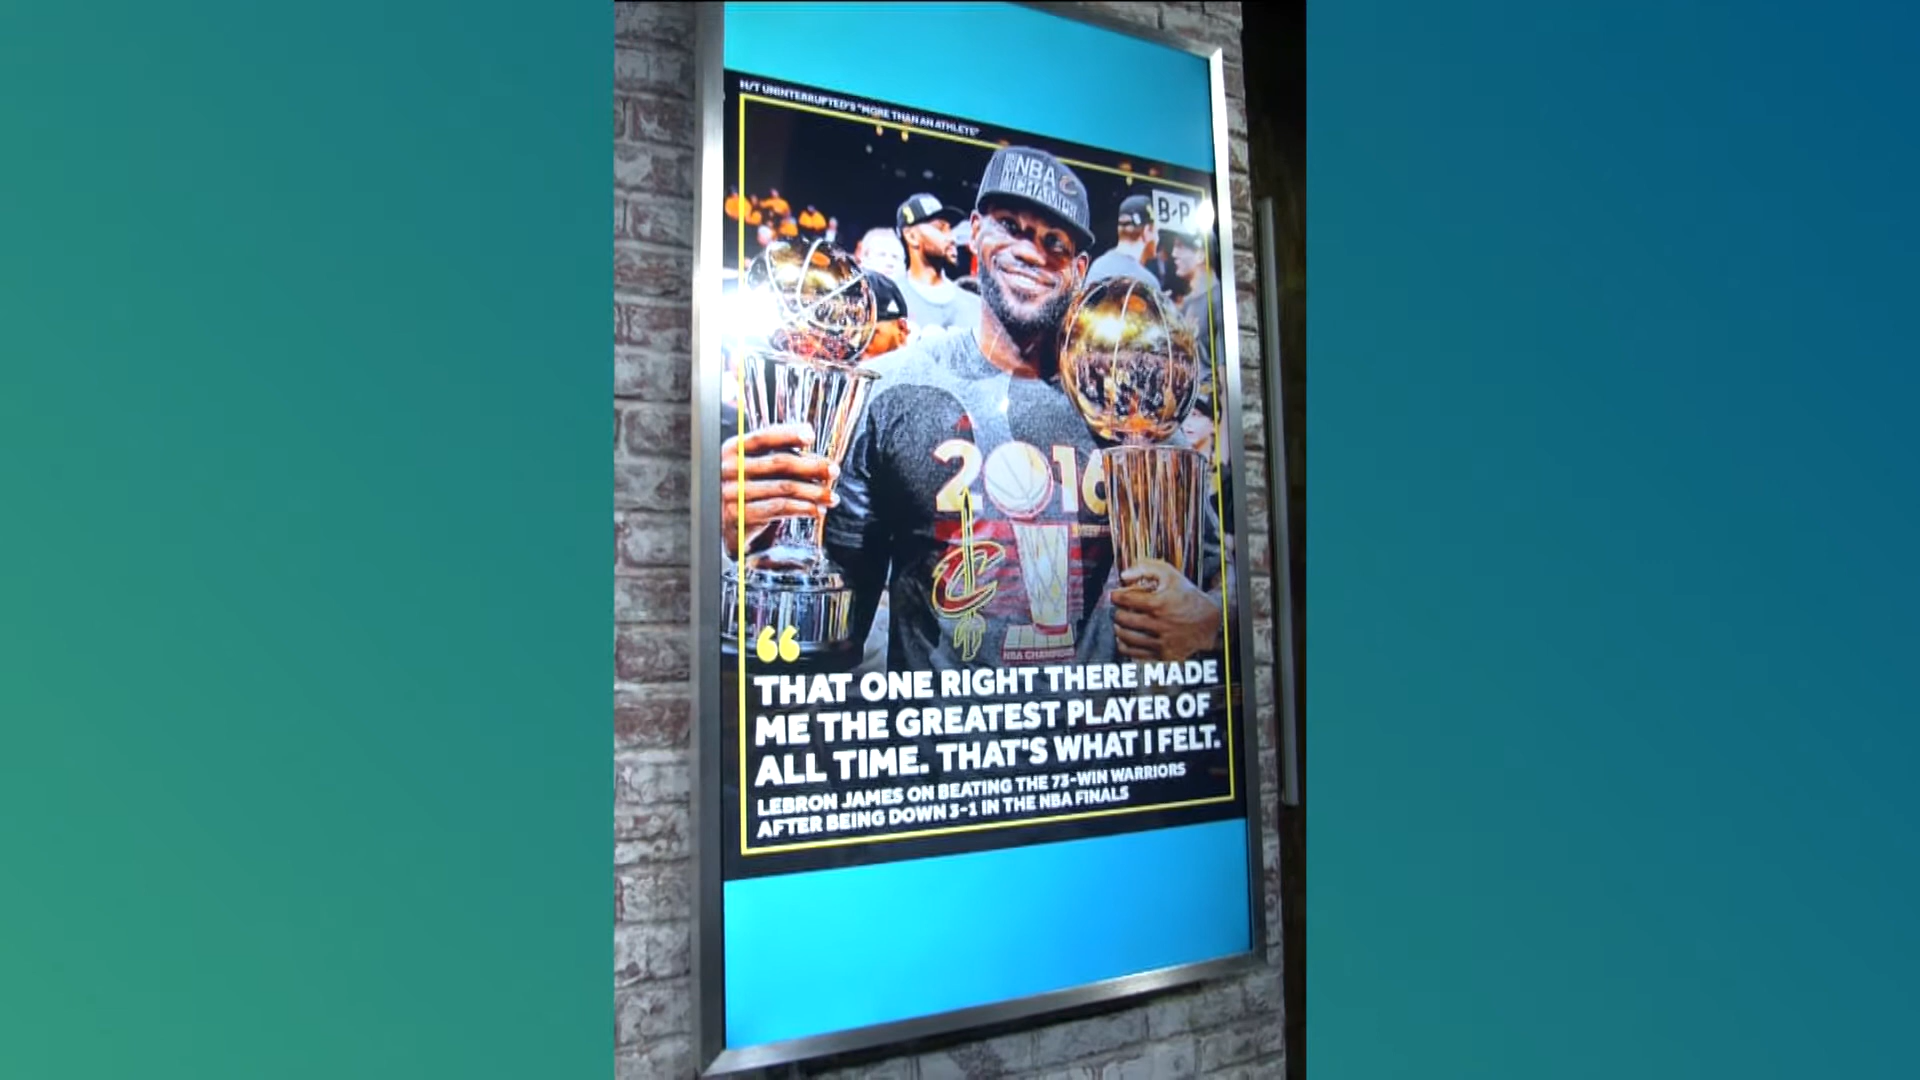 H/T UNINTERRUPTED'S "MORE THAN AN ATHLETE"
NBA
CHAMPS
B/R
2016
NBA CHAMPIONS
“
THAT ONE RIGHT THERE MADE
ME THE GREATEST PLAYER OF
ALL TIME. THAT'S WHAT I FELT.
LEBRON JAMES ON BEATING THE 73-WIN WARRIORS
AFTER BEING DOWN 3-1 IN THE NBA FINALS